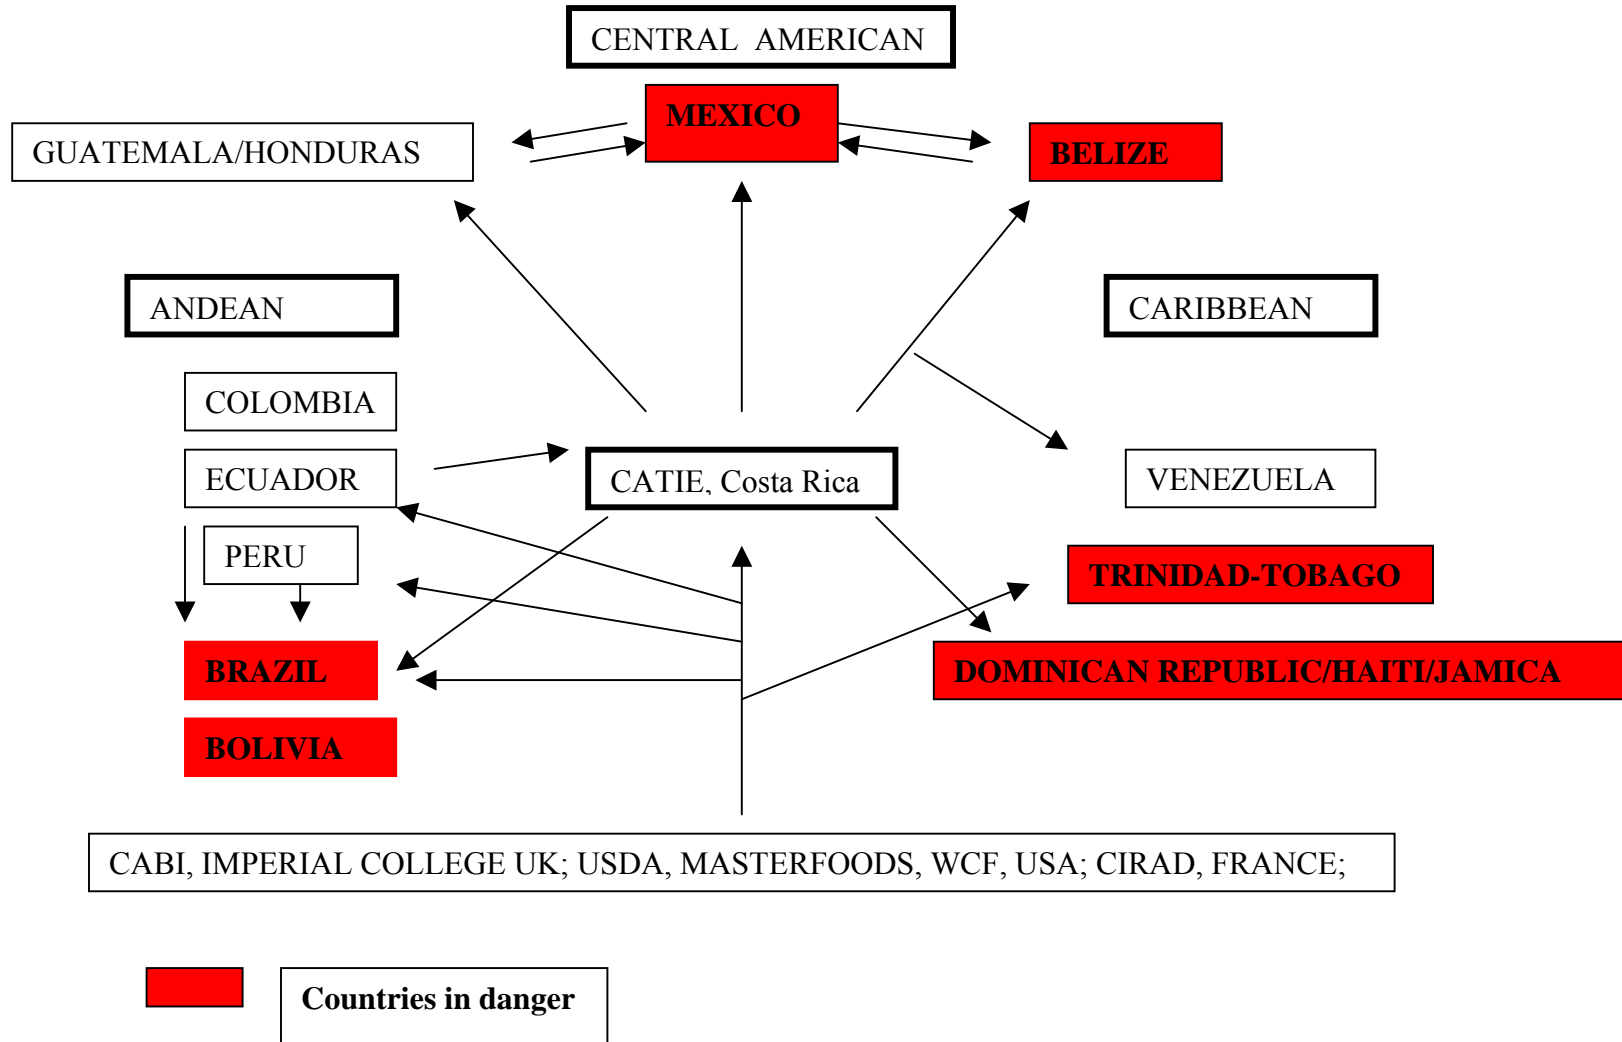 CENTRAL AMERICAN
MEXICO
GUATEMALA/HONDURAS
BELIZE
ANDEAN
CARIBBEAN
COLOMBIA
ECUADOR
CATIE, Costa Rica
VENEZUELA
PERU
TRINIDAD-TOBAGO
BRAZIL
DOMINICAN REPUBLIC/HAITI/JAMICA
BOLIVIA
CABI, IMPERIAL COLLEGE UK; USDA, MASTERFOODS, WCF, USA; CIRAD, FRANCE;
Countries in danger